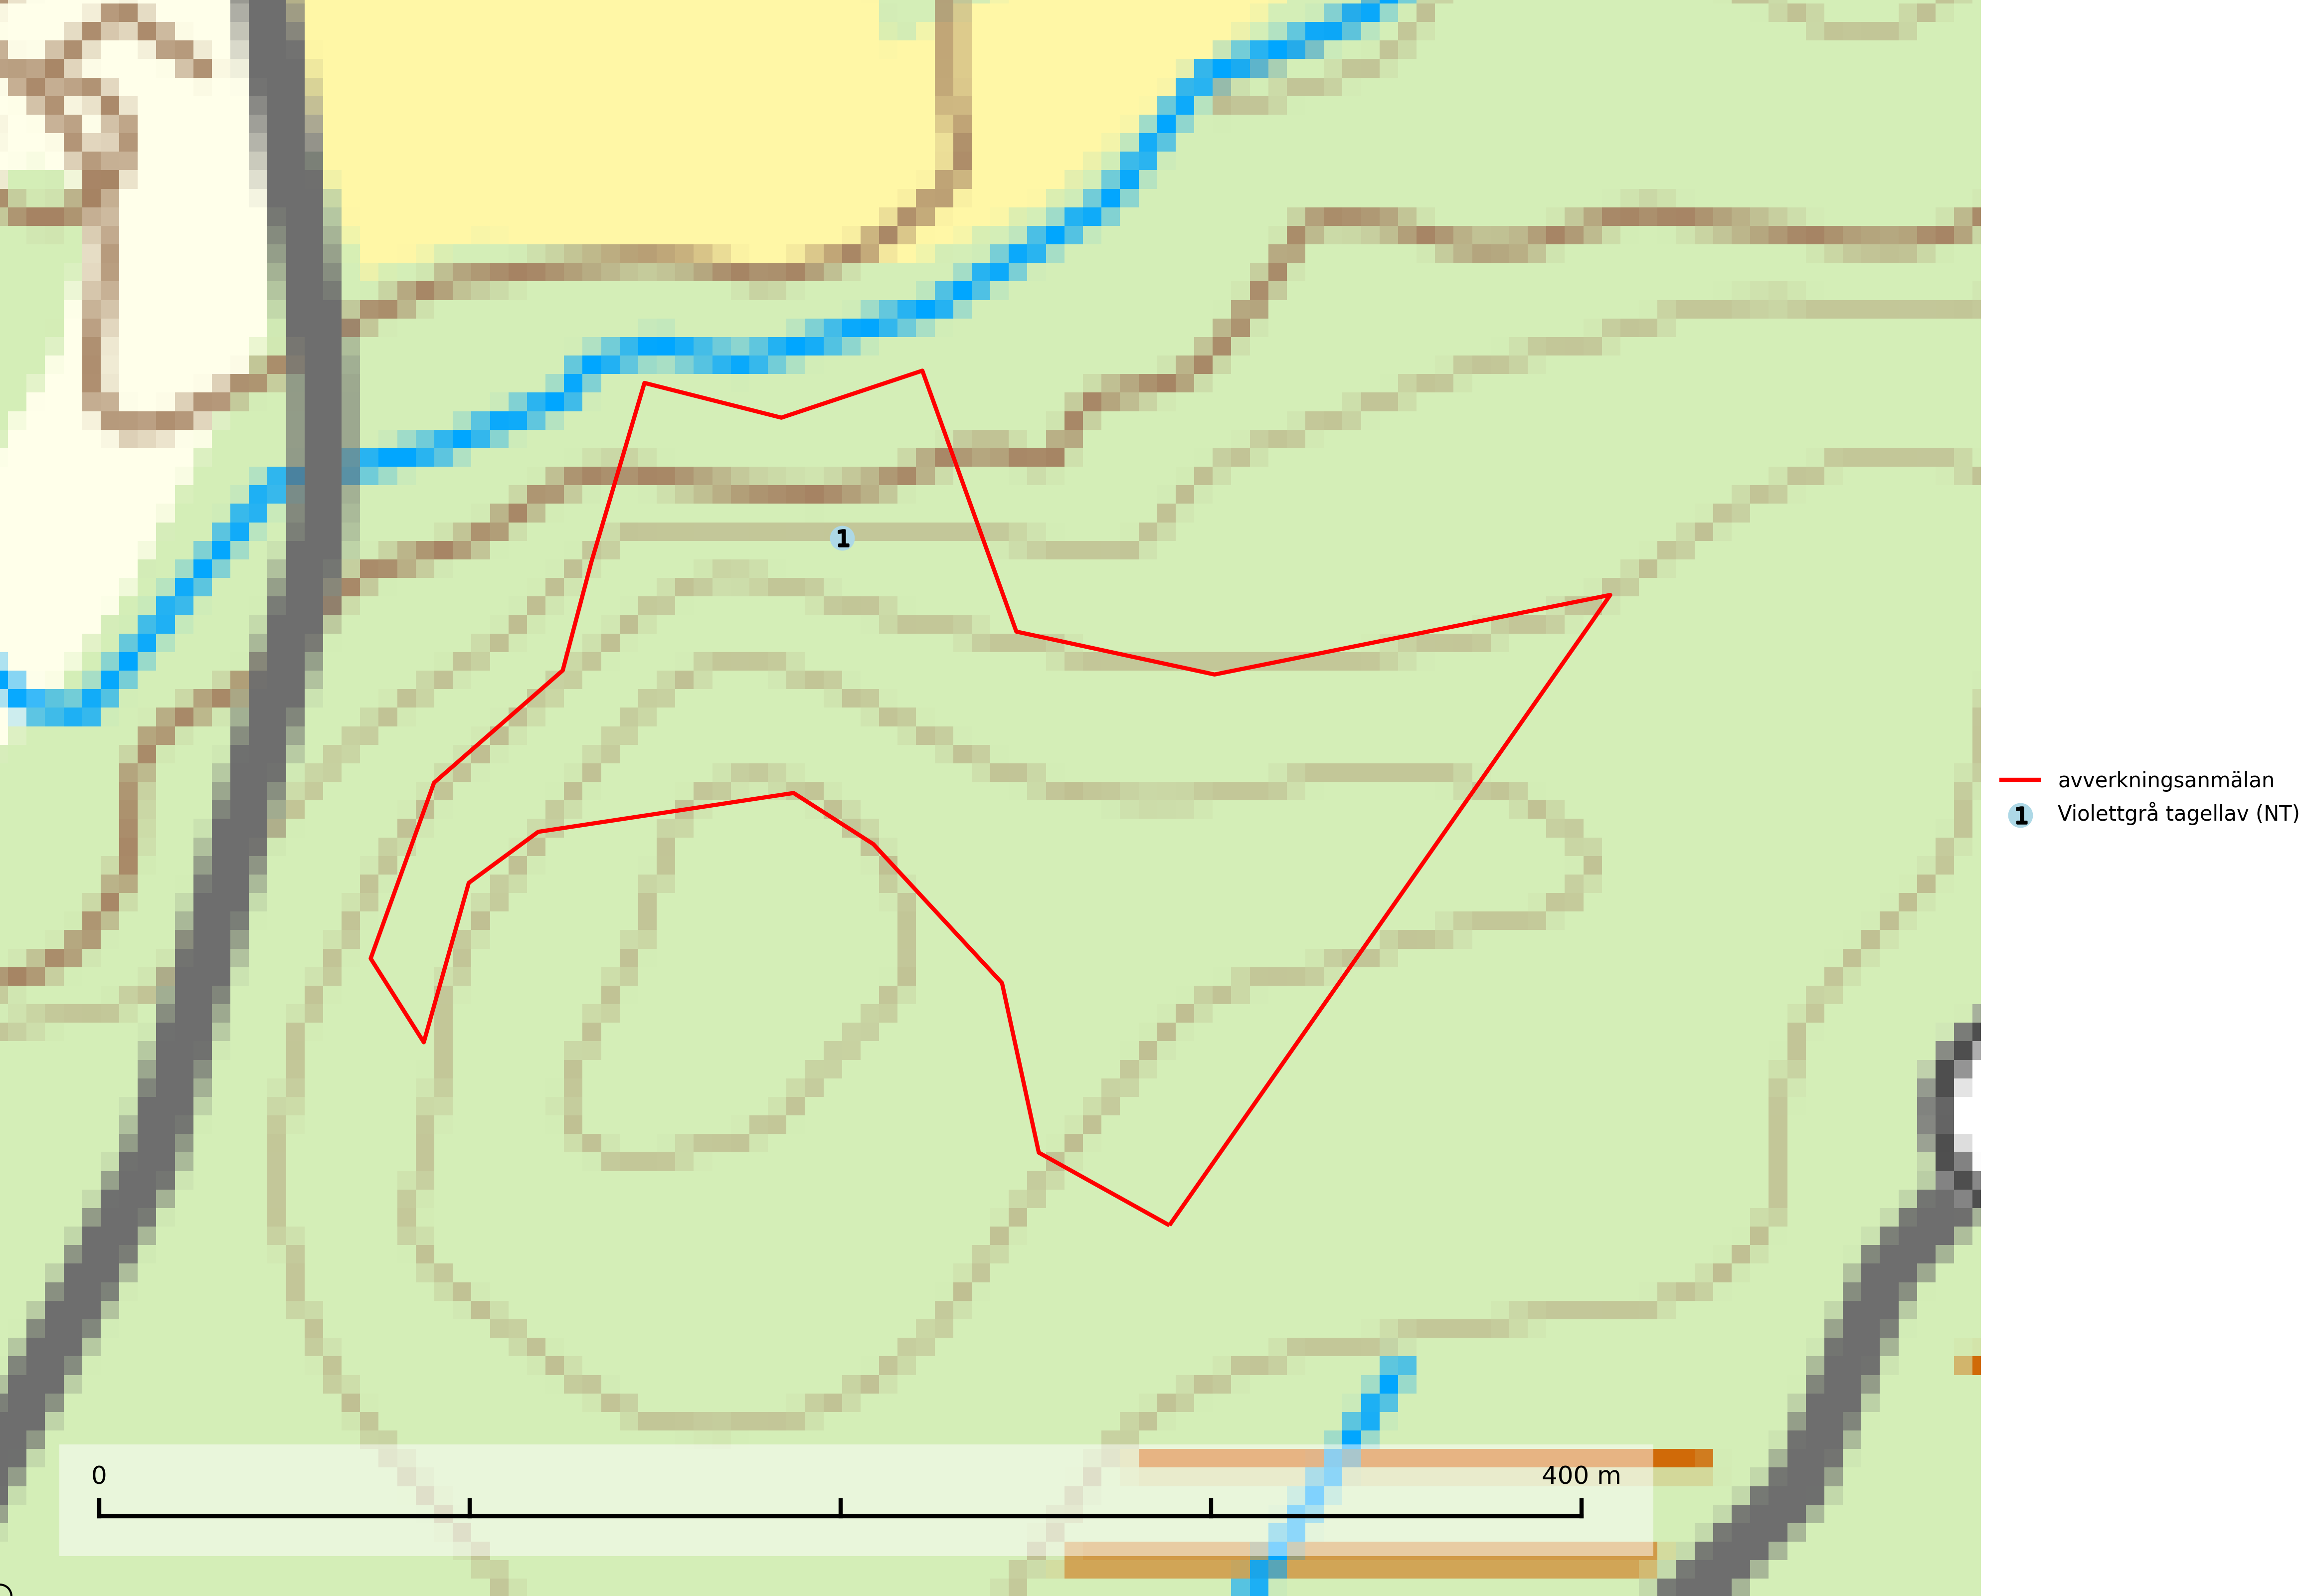 avverkningsanmälan
1 Violettgrå tagellav (NT)
1
0 400 m